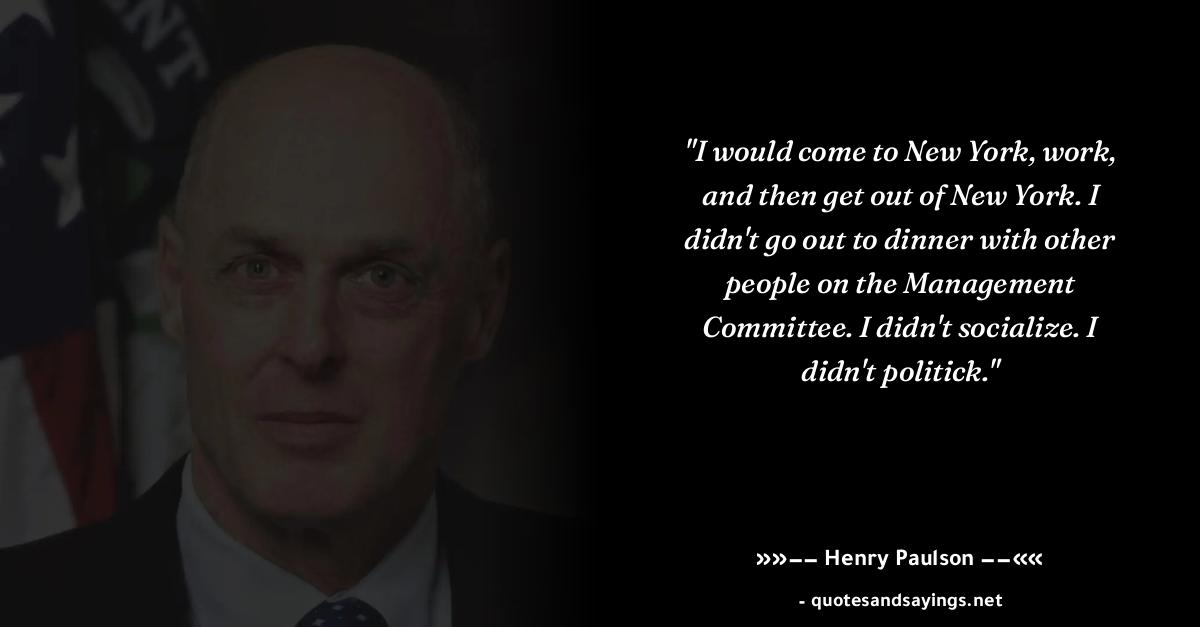 NT
"I would come to New York, work,
and then get out of New York. I
didn't go out to dinner with other
people on the Management
Committee. I didn't socialize. I
didn't politick."
»»−− Henry Paulson −−««
- quotesandsayings.net